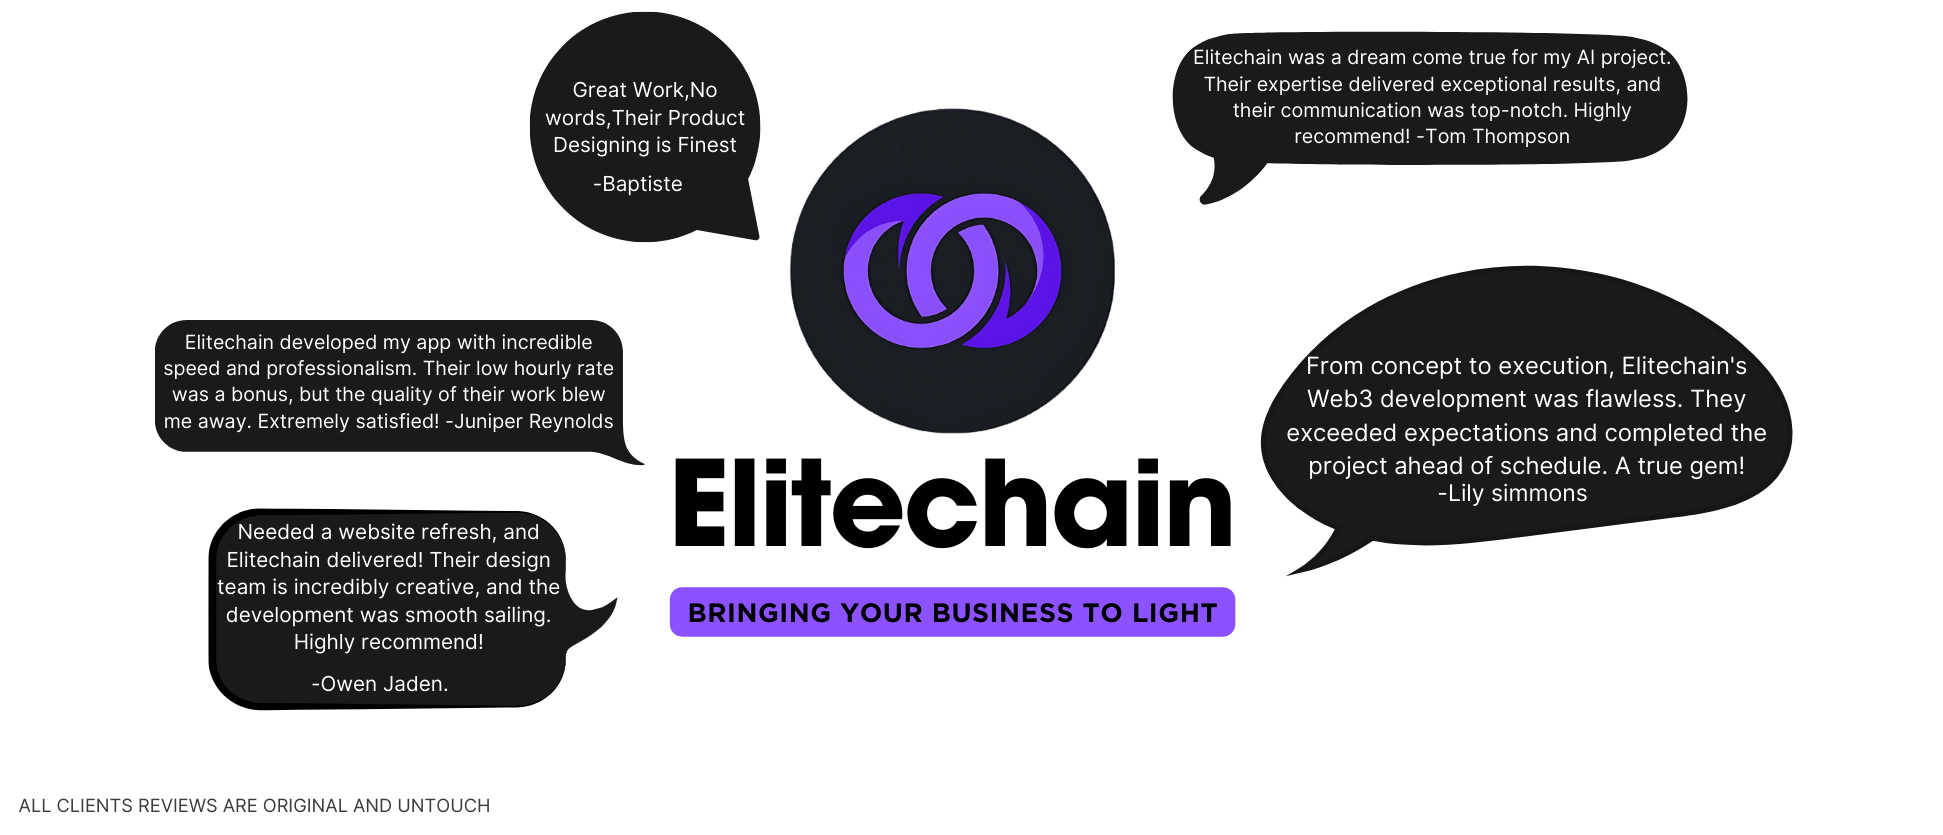 Great Work,No
words,Their Product
Designing is Finest
-Baptiste
Elitechain was a dream come true for my AI project.
Their expertise delivered exceptional results, and
their communication was top-notch. Highly
recommend! -Tom Thompson
Elitechain developed my app with incredible
speed and professionalism. Their low hourly rate
was a bonus, but the quality of their work blew
me away. Extremely satisfied! -Juniper Reynolds
From concept to execution, Elitechain's
Web3 development was flawless. They
exceeded expectations and completed the
project ahead of schedule. A true gem!
-Lily simmons
Elitechain
BRINGING YOUR BUSINESS TO LIGHT
Needed a website refresh, and
Elitechain delivered! Their design
team is incredibly creative, and the
development was smooth sailing.
Highly recommend!
-Owen Jaden.
ALL CLIENTS REVIEWS ARE ORIGINAL AND UNTOUCH